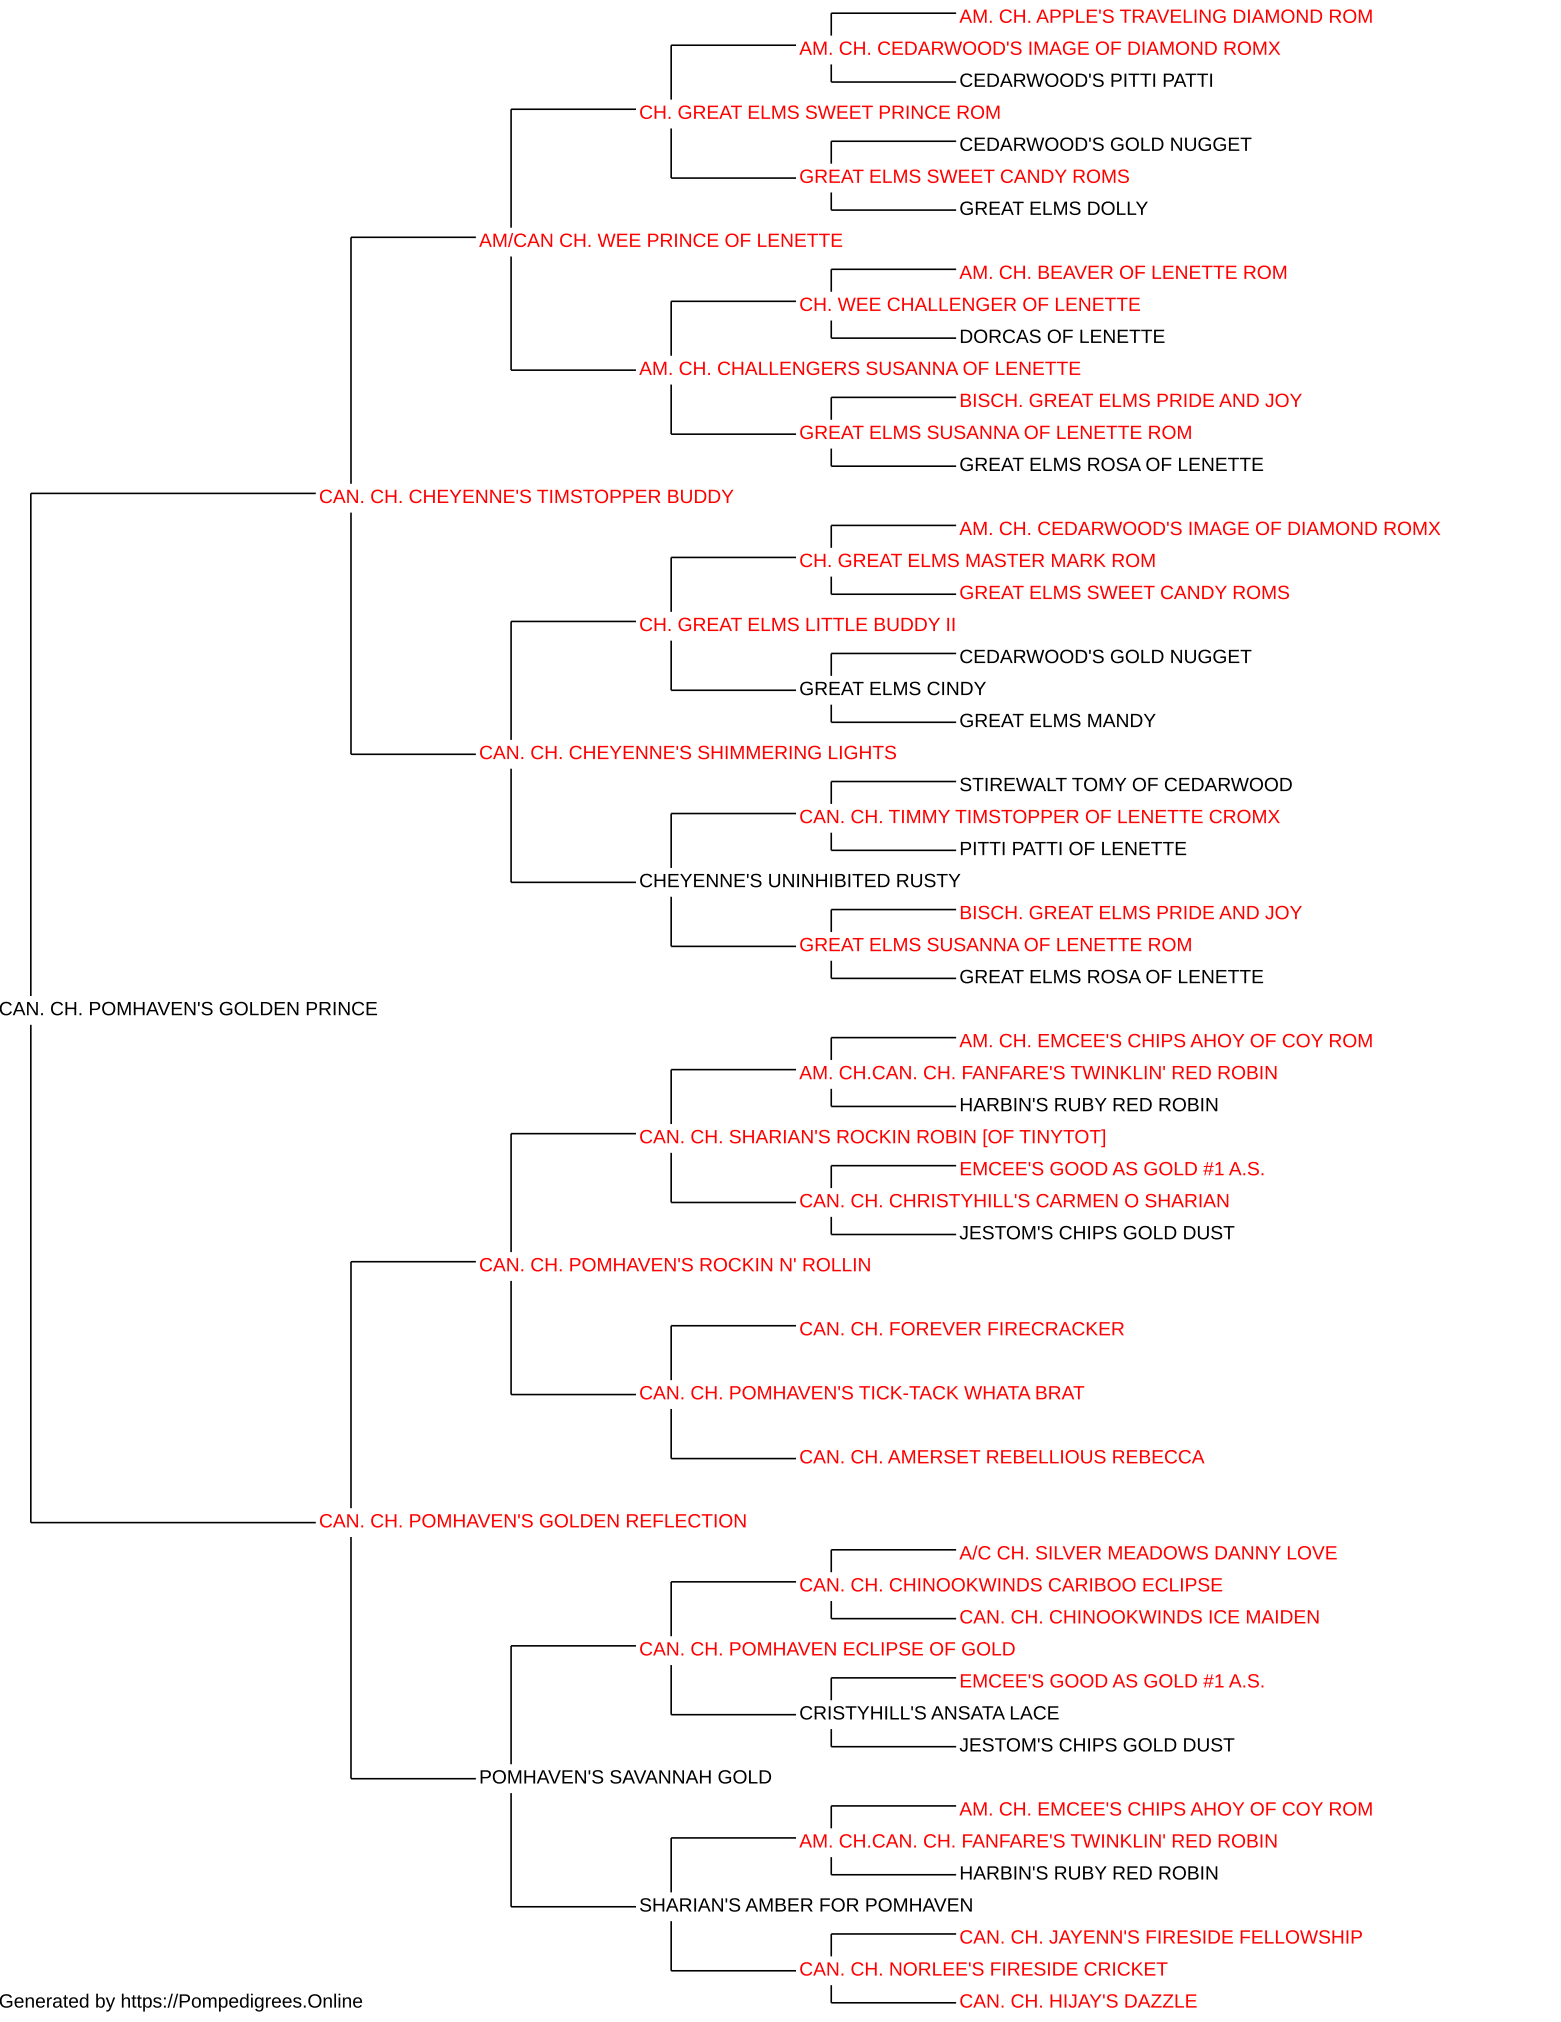 AM. CH. APPLE'S TRAVELING DIAMOND ROM
AM. CH. CEDARWOOD'S IMAGE OF DIAMOND ROMX
CEDARWOOD'S PITTI PATTI
CH. GREAT ELMS SWEET PRINCE ROM
CEDARWOOD'S GOLD NUGGET
GREAT ELMS SWEET CANDY ROMS
GREAT ELMS DOLLY
AM/CAN CH. WEE PRINCE OF LENETTE
AM. CH. BEAVER OF LENETTE ROM
CH. WEE CHALLENGER OF LENETTE
DORCAS OF LENETTE
AM. CH. CHALLENGERS SUSANNA OF LENETTE
BISCH. GREAT ELMS PRIDE AND JOY
GREAT ELMS SUSANNA OF LENETTE ROM
GREAT ELMS ROSA OF LENETTE
CAN. CH. CHEYENNE'S TIMSTOPPER BUDDY
AM. CH. CEDARWOOD'S IMAGE OF DIAMOND ROMX
CH. GREAT ELMS MASTER MARK ROM
GREAT ELMS SWEET CANDY ROMS
CH. GREAT ELMS LITTLE BUDDY II
CEDARWOOD'S GOLD NUGGET
GREAT ELMS CINDY
GREAT ELMS MANDY
CAN. CH. CHEYENNE'S SHIMMERING LIGHTS
STIREWALT TOMY OF CEDARWOOD
CAN. CH. TIMMY TIMSTOPPER OF LENETTE CROMX
PITTI PATTI OF LENETTE
CHEYENNE'S UNINHIBITED RUSTY
BISCH. GREAT ELMS PRIDE AND JOY
GREAT ELMS SUSANNA OF LENETTE ROM
GREAT ELMS ROSA OF LENETTE
CAN. CH. POMHAVEN'S GOLDEN PRINCE
AM. CH. EMCEE'S CHIPS AHOY OF COY ROM
AM. CH.CAN. CH. FANFARE'S TWINKLIN' RED ROBIN
HARBIN'S RUBY RED ROBIN
CAN. CH. SHARIAN'S ROCKIN ROBIN [OF TINYTOT]
EMCEE'S GOOD AS GOLD #1 A.S.
CAN. CH. CHRISTYHILL'S CARMEN O SHARIAN
JESTOM'S CHIPS GOLD DUST
CAN. CH. POMHAVEN'S ROCKIN N' ROLLIN
CAN. CH. FOREVER FIRECRACKER
CAN. CH. POMHAVEN'S TICK-TACK WHATA BRAT
CAN. CH. AMERSET REBELLIOUS REBECCA
CAN. CH. POMHAVEN'S GOLDEN REFLECTION
A/C CH. SILVER MEADOWS DANNY LOVE
CAN. CH. CHINOOKWINDS CARIBOO ECLIPSE
CAN. CH. CHINOOKWINDS ICE MAIDEN
CAN. CH. POMHAVEN ECLIPSE OF GOLD
EMCEE'S GOOD AS GOLD #1 A.S.
CRISTYHILL'S ANSATA LACE
JESTOM'S CHIPS GOLD DUST
POMHAVEN'S SAVANNAH GOLD
AM. CH. EMCEE'S CHIPS AHOY OF COY ROM
AM. CH.CAN. CH. FANFARE'S TWINKLIN' RED ROBIN
HARBIN'S RUBY RED ROBIN
SHARIAN'S AMBER FOR POMHAVEN
CAN. CH. JAYENN'S FIRESIDE FELLOWSHIP
CAN. CH. NORLEE'S FIRESIDE CRICKET
CAN. CH. HIJAY'S DAZZLE
Generated by https://Pompedigrees.Online